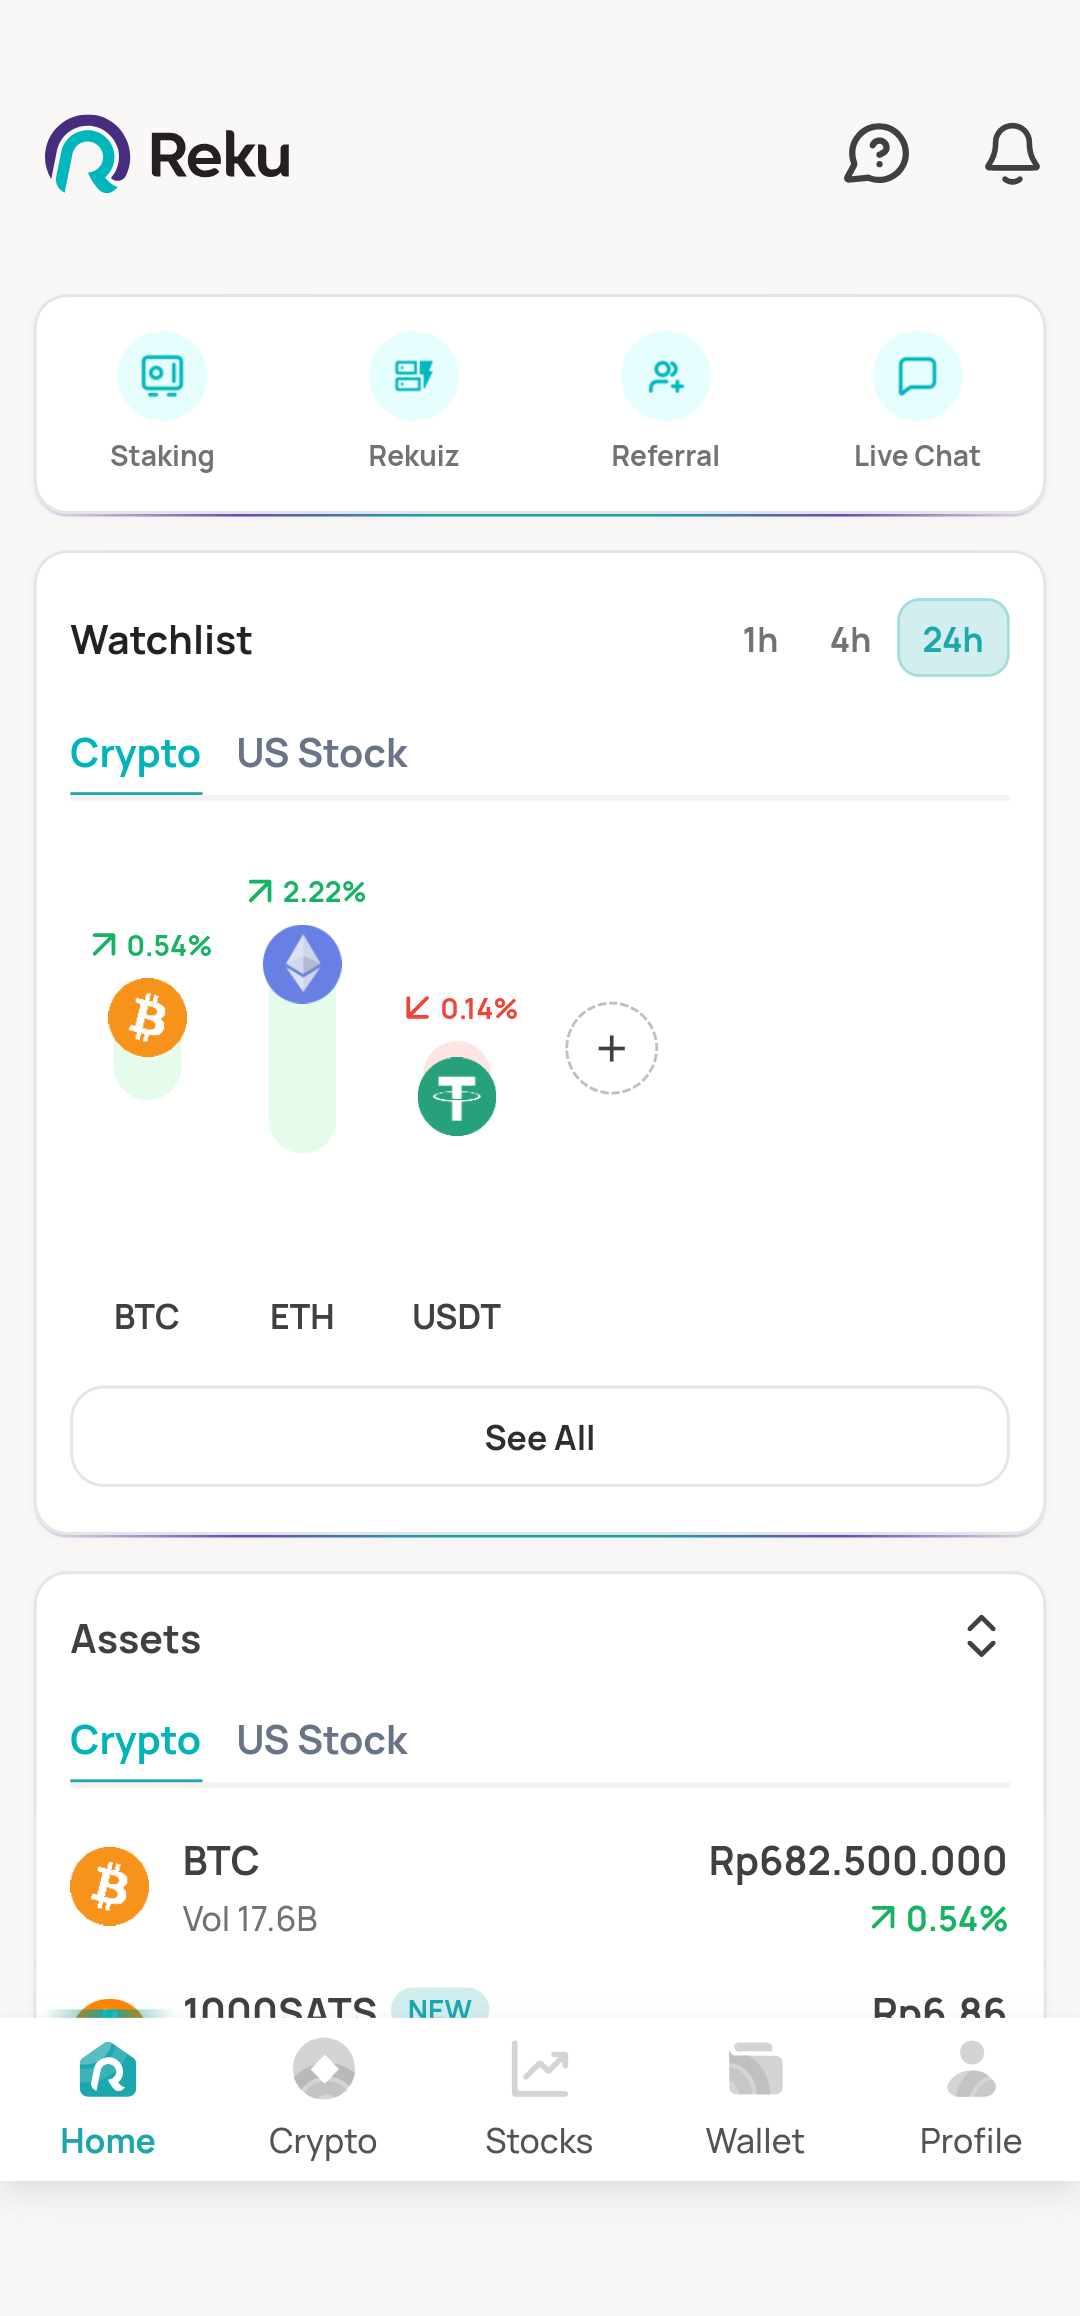 Reku
Staking
Rekuiz
Referral
Live Chat
Watchlist
1h
4h
24h
Crypto
US Stock
2.22%
0.54%
0.14%
BTC
ETH
USDT
See All
Assets
Crypto
US Stock
BTC
Rp682.500.000
Vol 17.6B
0.54%
1000SATS
NEW
Rp6.86
Home
Crypto
Stocks
Wallet
Profile